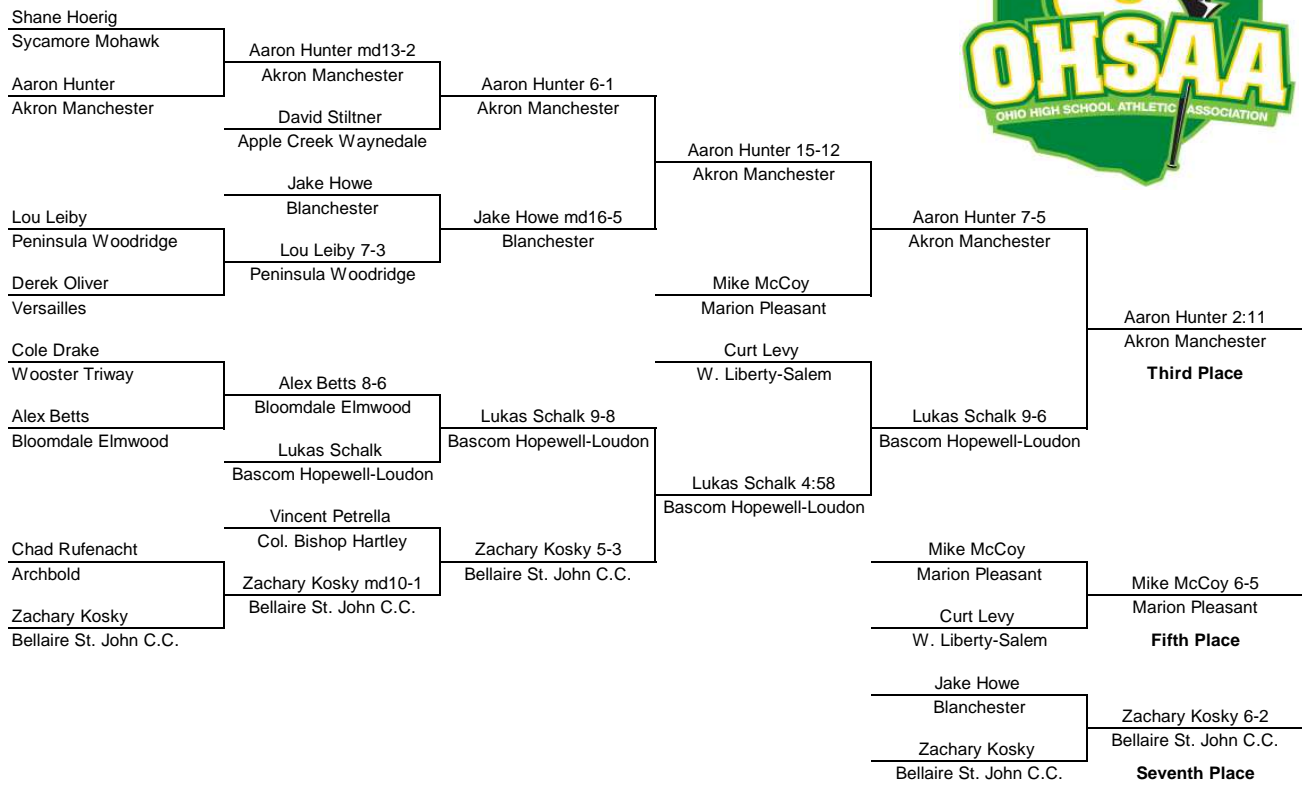 Shane Hoerig
Sycamore Mohawk
Aaron Hunter
Akron Manchester
Lou Leiby
Peninsula Woodridge
Derek Oliver
Versailles
Cole Drake
Wooster Triway
Alex Betts
Bloomdale Elmwood
Chad Rufenacht
Archbold
Zachary Kosky
Bellaire St. John C.C.
Aaron Hunter md13-2
Akron Manchester
David Stiltner
Apple Creek Waynedale
Jake Howe
Blanchester
Lou Leiby 7-3
Peninsula Woodridge
Alex Betts 8-6
Bloomdale Elmwood
Lukas Schalk
Bascom Hopewell-Loudon
Vincent Petrella
Col. Bishop Hartley
Zachary Kosky md10-1
Bellaire St. John C.C.
Aaron Hunter 6-1
Akron Manchester
Jake Howe md16-5
Blanchester
Lukas Schalk 9-8
Bascom Hopewell-Loudon
Zachary Kosky 5-3
Bellaire St. John C.C.
Aaron Hunter 15-12
Akron Manchester
Mike McCoy
Marion Pleasant
Curt Levy
W. Liberty-Salem
Lukas Schalk 4:58
Bascom Hopewell-Loudon
Aaron Hunter 7-5
Akron Manchester
Lukas Schalk 9-6
Bascom Hopewell-Loudon
Aaron Hunter 2:11
Akron Manchester
Third Place
Mike McCoy
Marion Pleasant
Curt Levy
W. Liberty-Salem
Mike McCoy 6-5
Marion Pleasant
Fifth Place
Jake Howe
Blanchester
Zachary Kosky
Bellaire St. John C.C.
Zachary Kosky 6-2
Bellaire St. John C.C.
Seventh Place
OHSAA
OHIO HIGH SCHOOL ATHLETIC ASSOCIATION